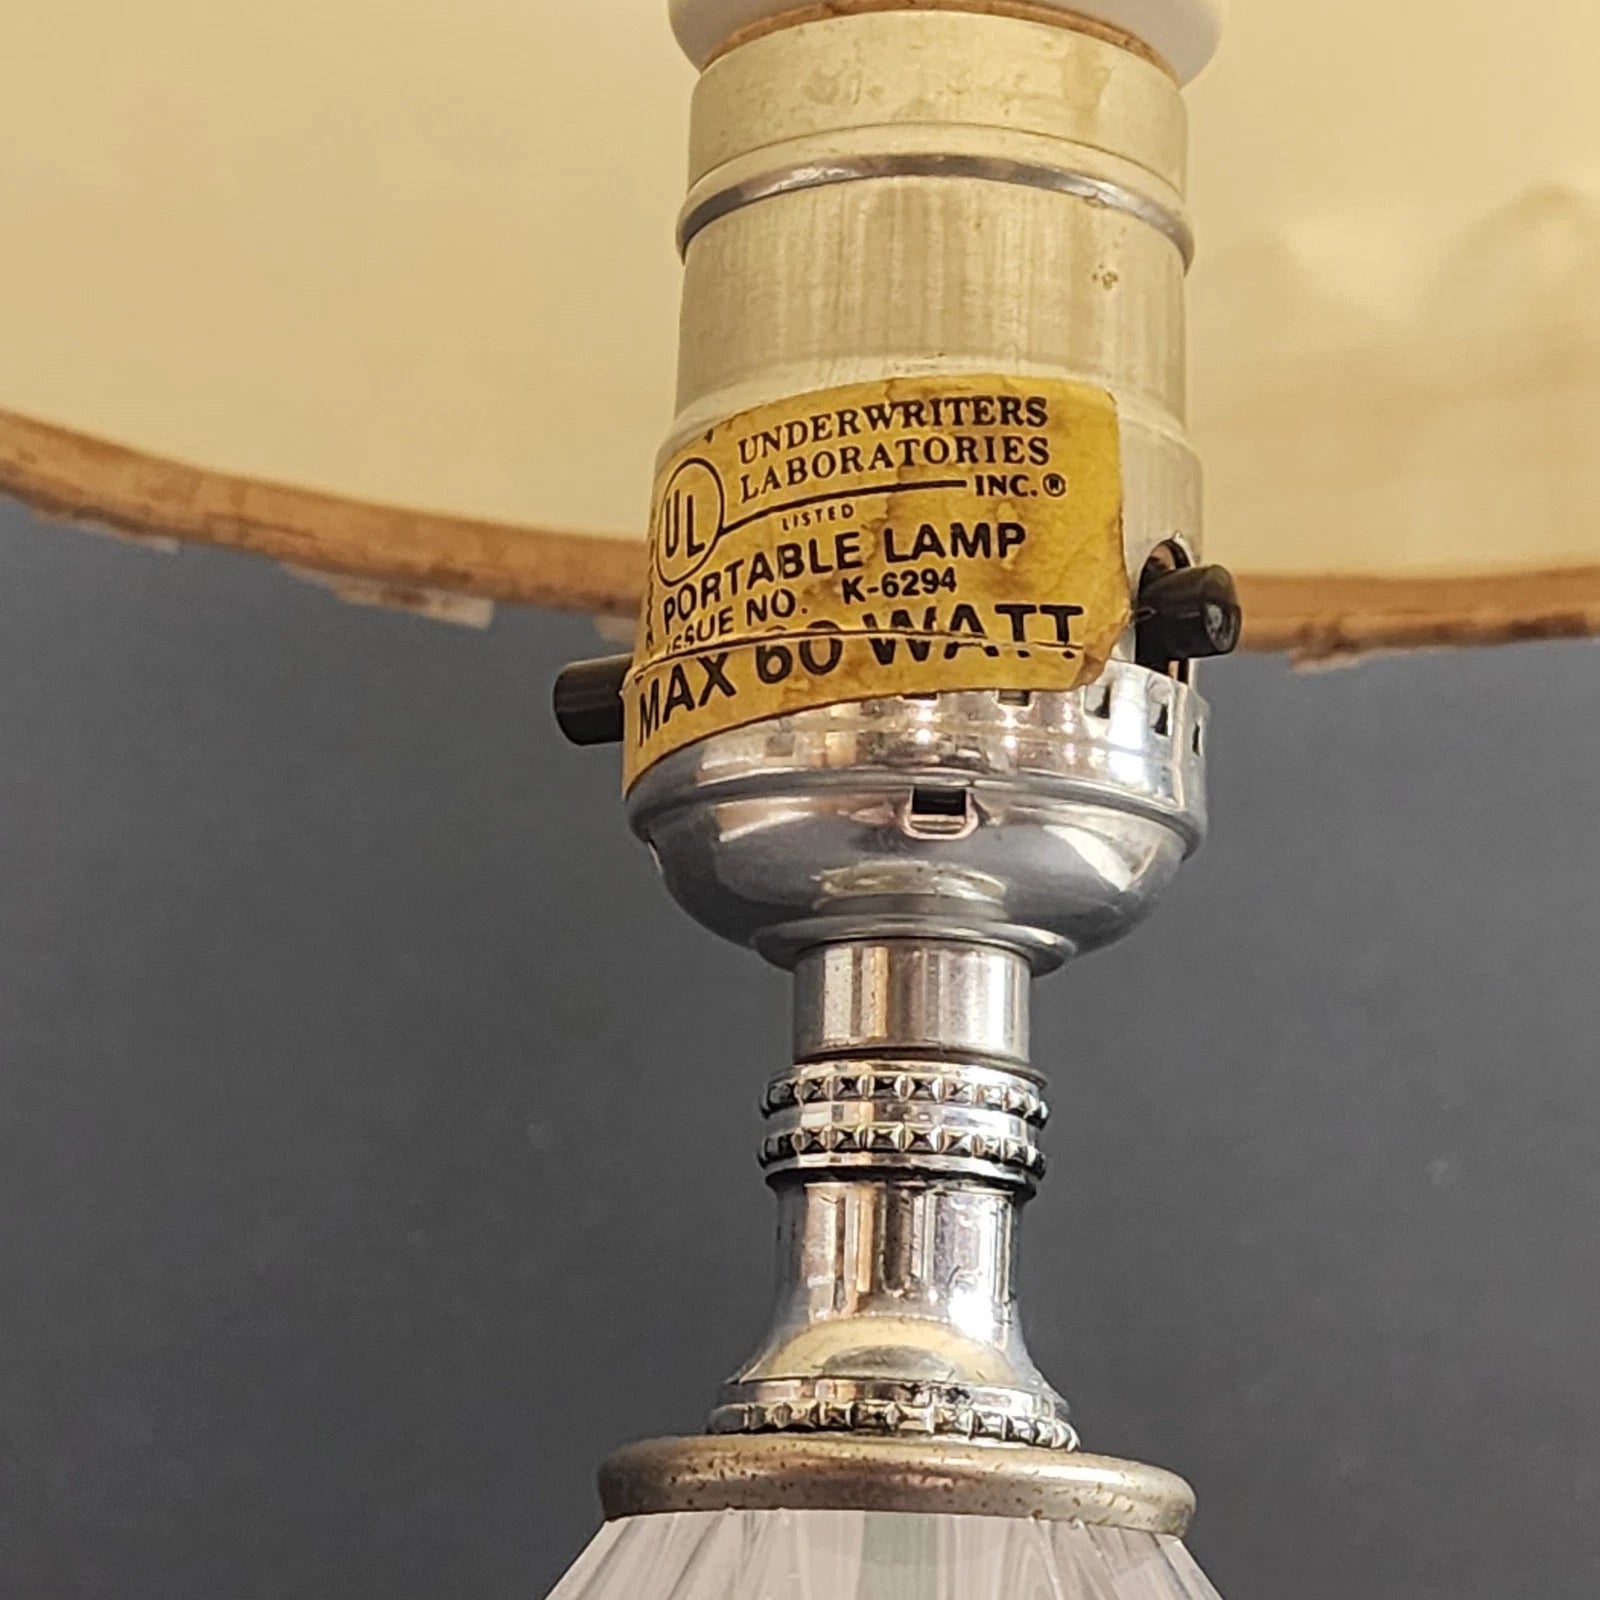 UNDERWRITERS
LABORATORIES
INC.®
UL
LISTED
PORTABLE LAMP
ISSUE NO. K-6294
MAX 60 WATT